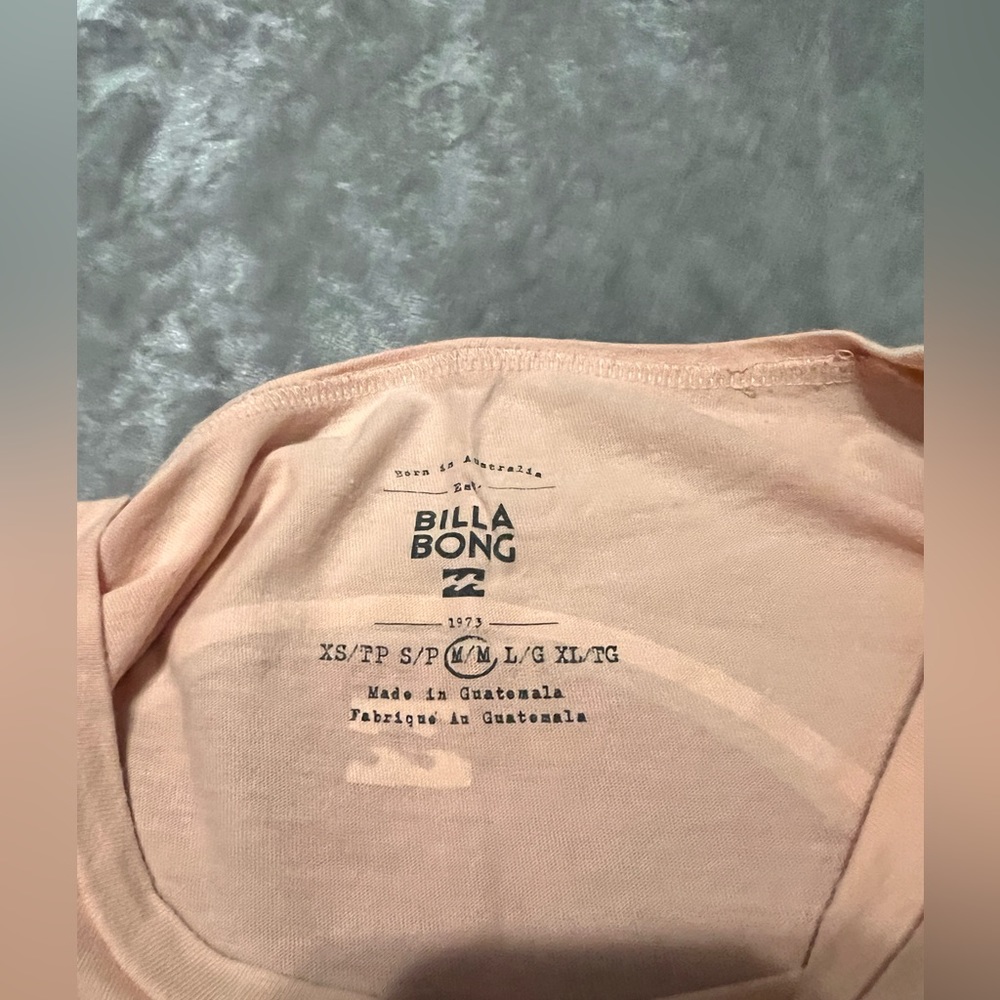 Born in Australia
Est.
BILLA
BONG
1973
XS/TP S/P M/M L/G XL/TG
Made in Guatemala
Fabriqué Au Guatemala